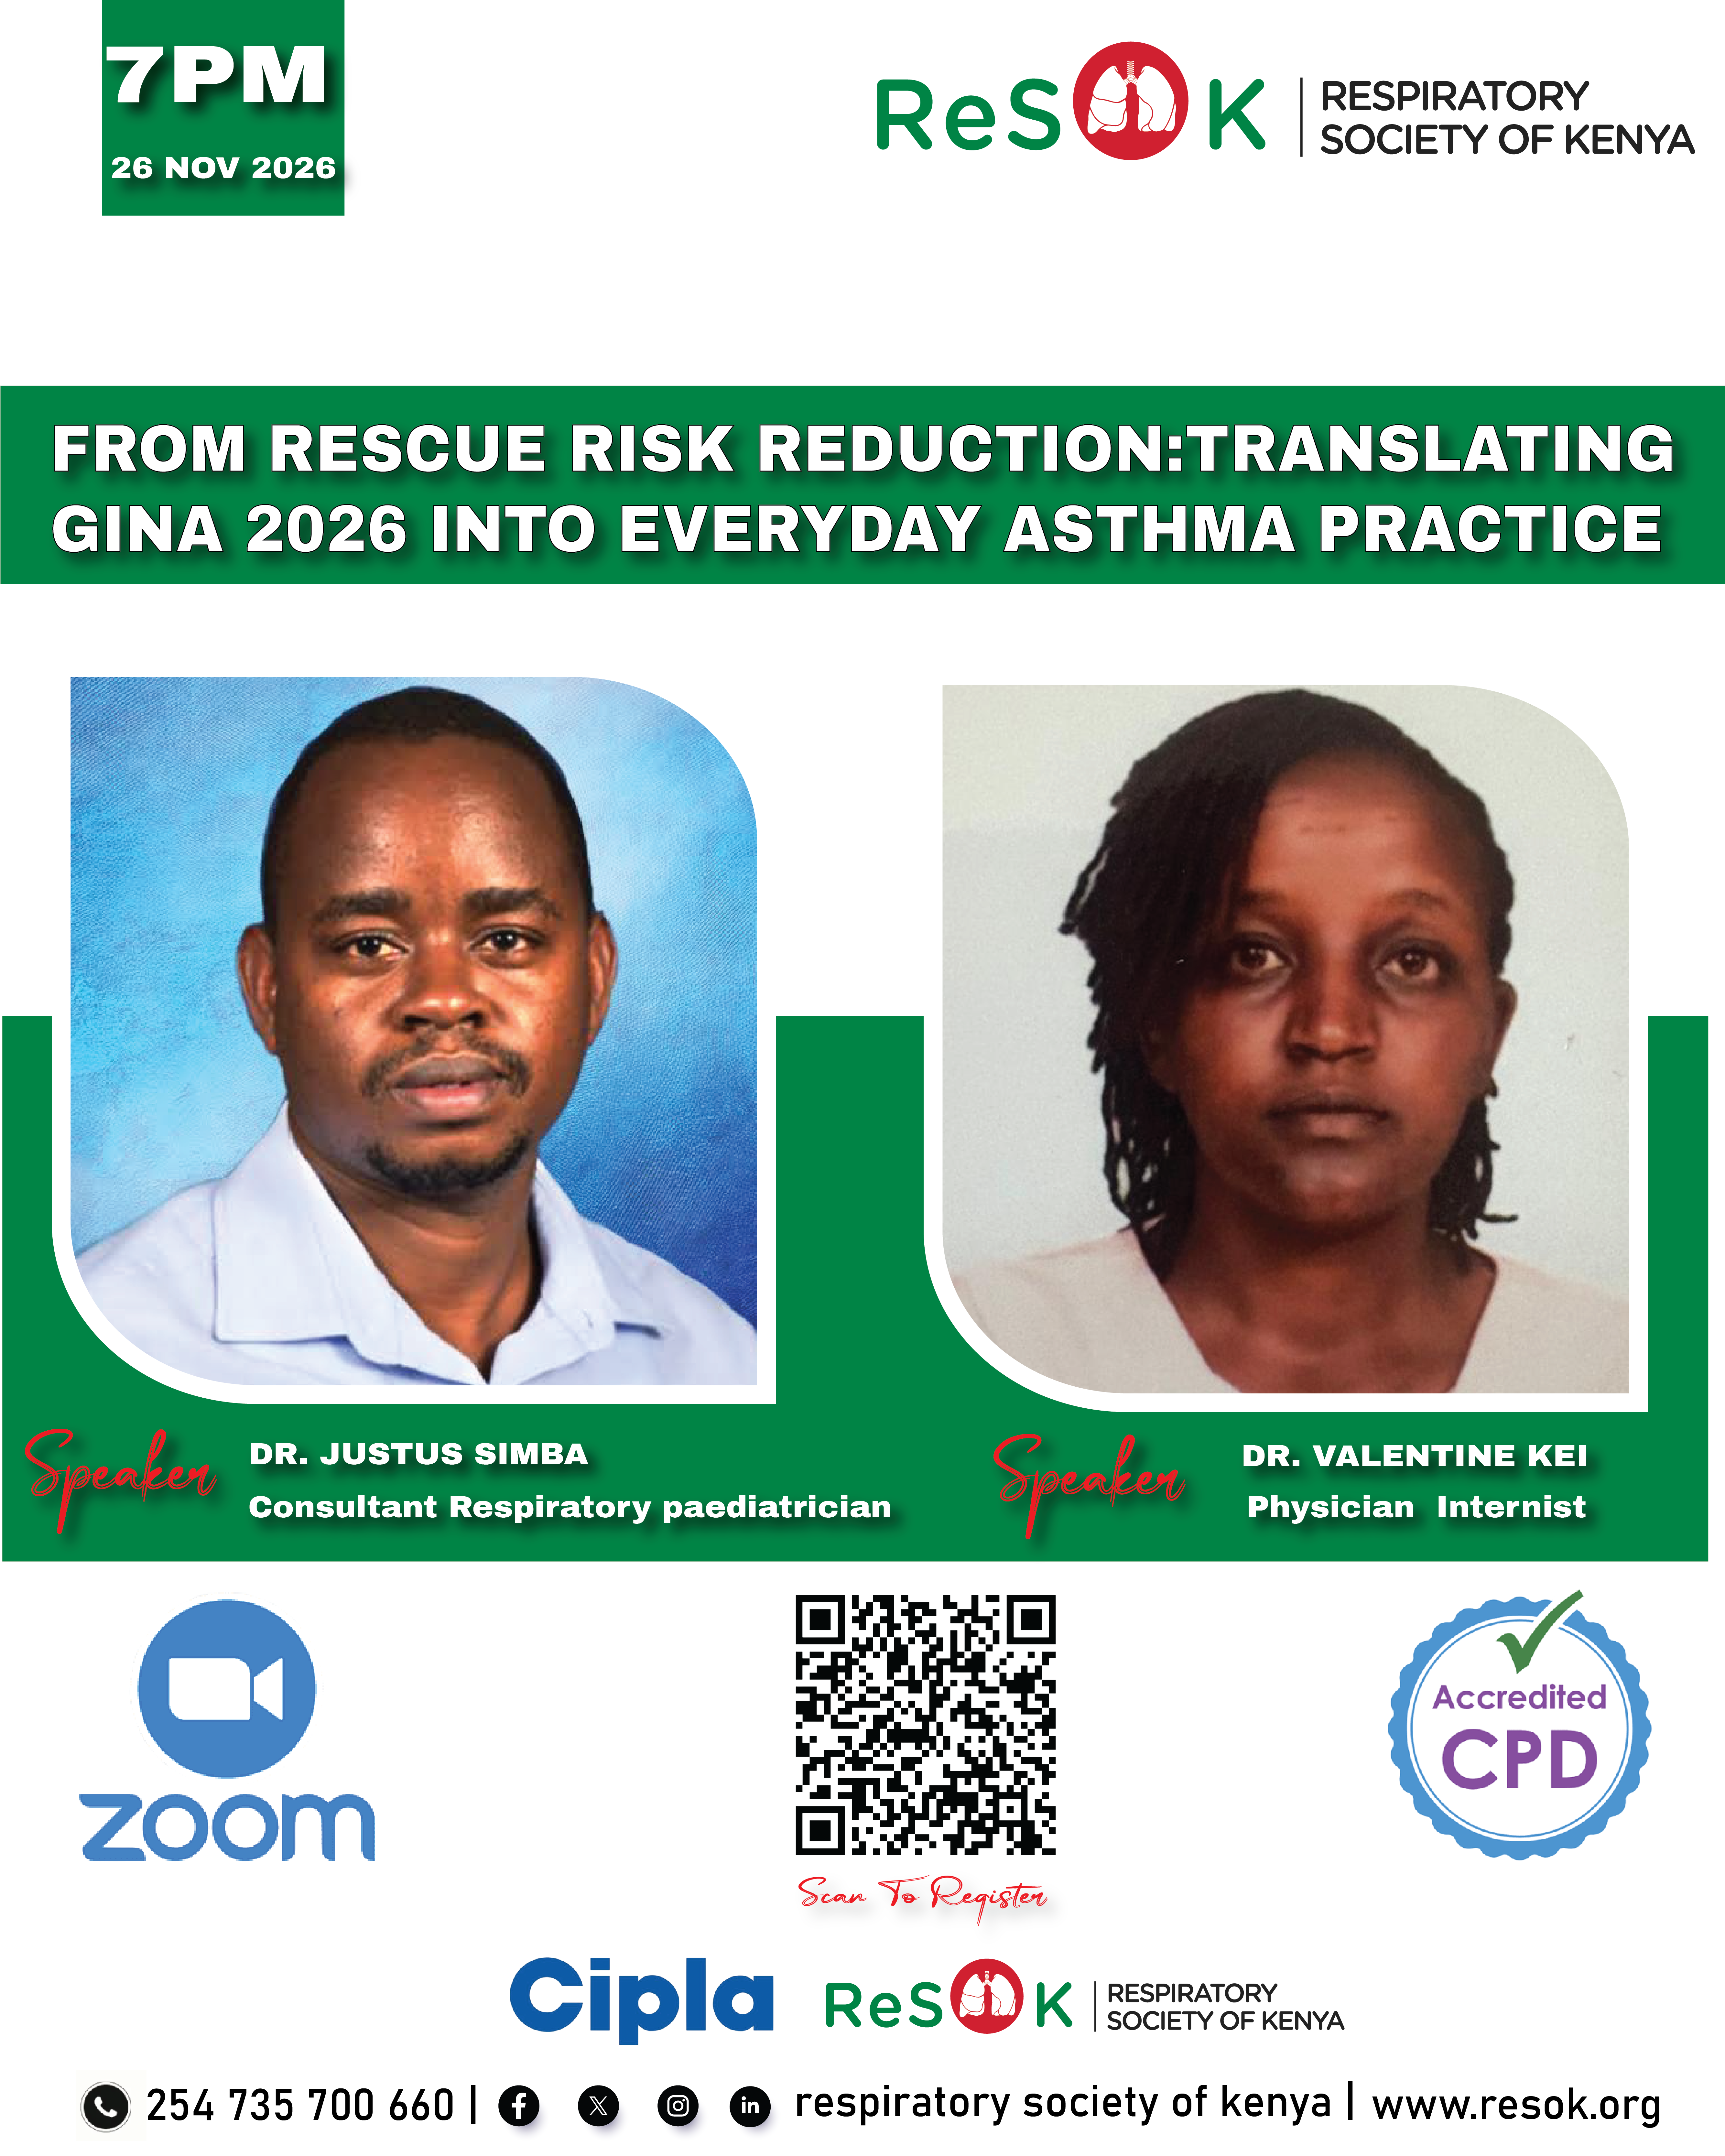 7PM
26 NOV 2026
ReSOK
RESPIRATORY
SOCIETY OF KENYA
FROM RESCUE RISK REDUCTION:TRANSLATING
GINA 2026 INTO EVERYDAY ASTHMA PRACTICE
Speaker
DR. JUSTUS SIMBA
Consultant Respiratory paediatrician
Speaker
DR. VALENTINE KEI
Physician Internist
zoom
Scan To Register
Accredited
CPD
Cipla
ReSOK
RESPIRATORY
SOCIETY OF KENYA
254 735 700 660 | respiratory society of kenya | www.resok.org